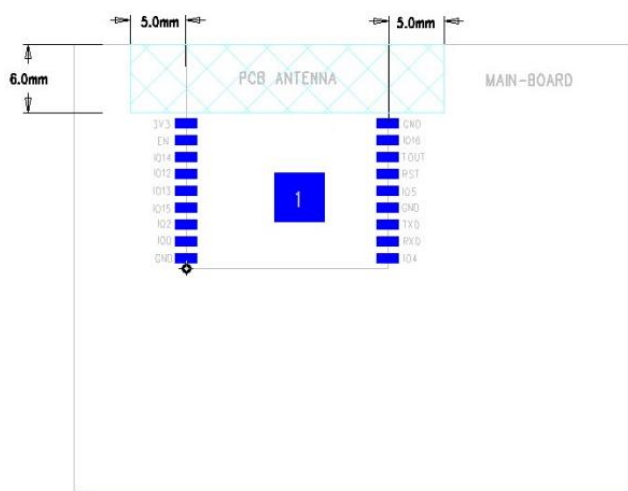 5.0mm
5.0mm
6.0mm
PCB ANTENNA
MAIN-BOARD
3V3
GND
EN
IO16
IO14
TOUT
IO12
RST
IO13
IO5
1
IO15
GND
IO2
TXD
IO0
RXD
GND
IO4